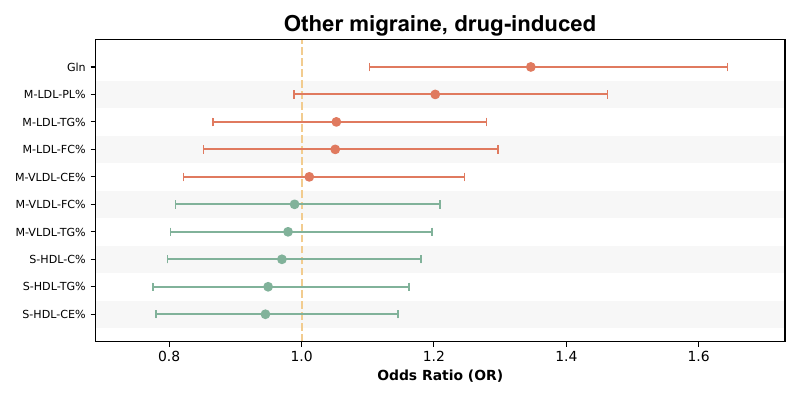 Other migraine, drug-induced
Gln
M-LDL-PL%
M-LDL-TG%
M-LDL-FC%
M-VLDL-CE%
M-VLDL-FC%
M-VLDL-TG%
S-HDL-C%
S-HDL-TG%
S-HDL-CE%
0.8 1.0 1.2 1.4 1.6
Odds Ratio (OR)